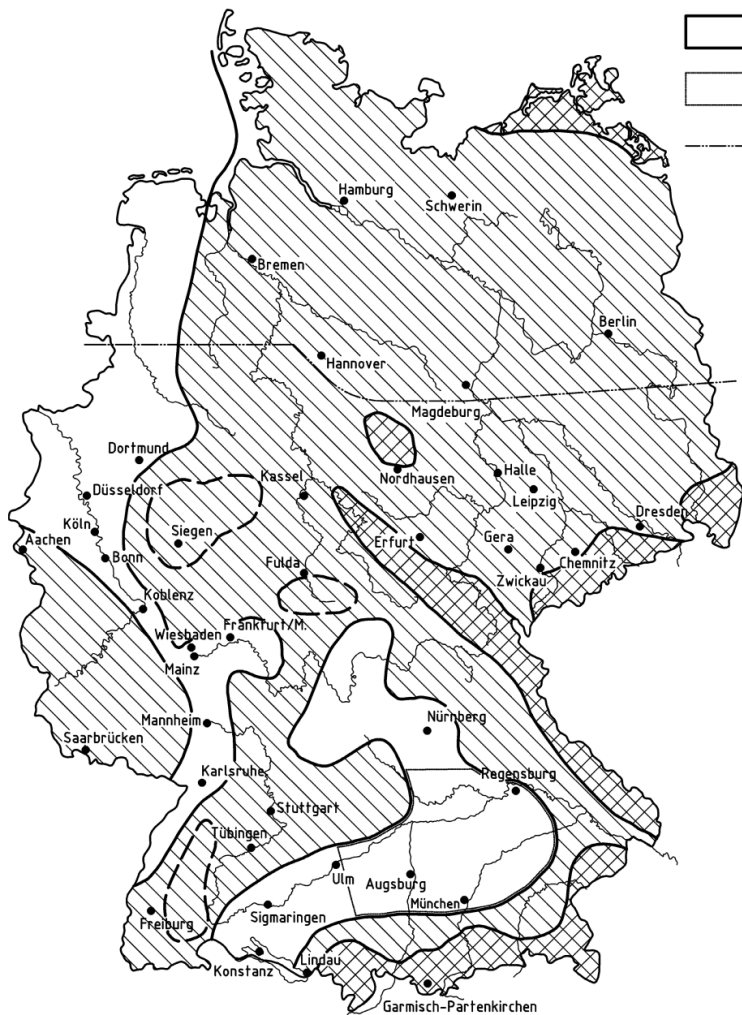 Hamburg
Schwerin
Bremen
Berlin
Hannover
Magdeburg
Dortmund
Düsseldorf
Kassel
Nordhausen
Halle
Leipzig
Köln
Siegen
Dresden
Aachen
Erfurt
Gera
Bonn
Chemnitz
Fulda
Zwickau
Koblenz
Frankfurt/M.
Wiesbaden
Mainz
Mannheim
Nürnberg
Saarbrücken
Karlsruhe
Regensburg
Stuttgart
Tübingen
Ulm
Augsburg
München
Freiburg
Sigmaringen
Konstanz
Lindau
Garmisch-Partenkirchen